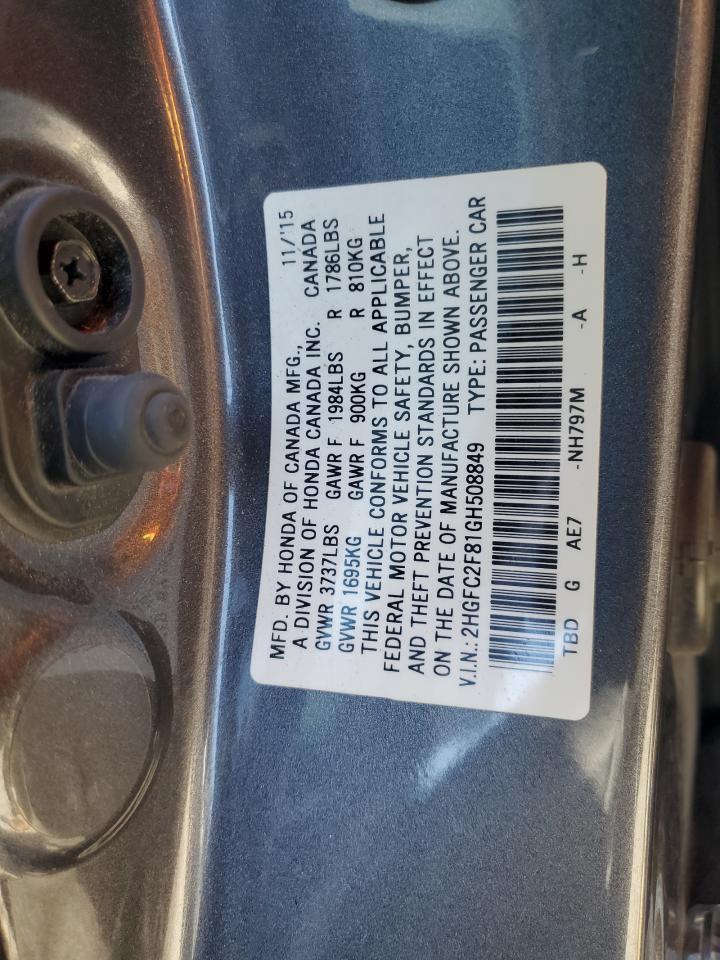 MFD. BY HONDA OF CANADA MFG., 11/'15
A DIVISION OF HONDA CANADA INC. CANADA
GVWR 3737LBS GAWR F 1984LBS R 1786LBS
GVWR 1695KG GAWR F 900KG R 810KG
THIS VEHICLE CONFORMS TO ALL APPLICABLE
FEDERAL MOTOR VEHICLE SAFETY, BUMPER,
AND THEFT PREVENTION STANDARDS IN EFFECT
ON THE DATE OF MANUFACTURE SHOWN ABOVE.
V.I.N.: 2HGFC2F81GH508849 TYPE: PASSENGER CAR
TBD G AE7 -NH797M -A -H